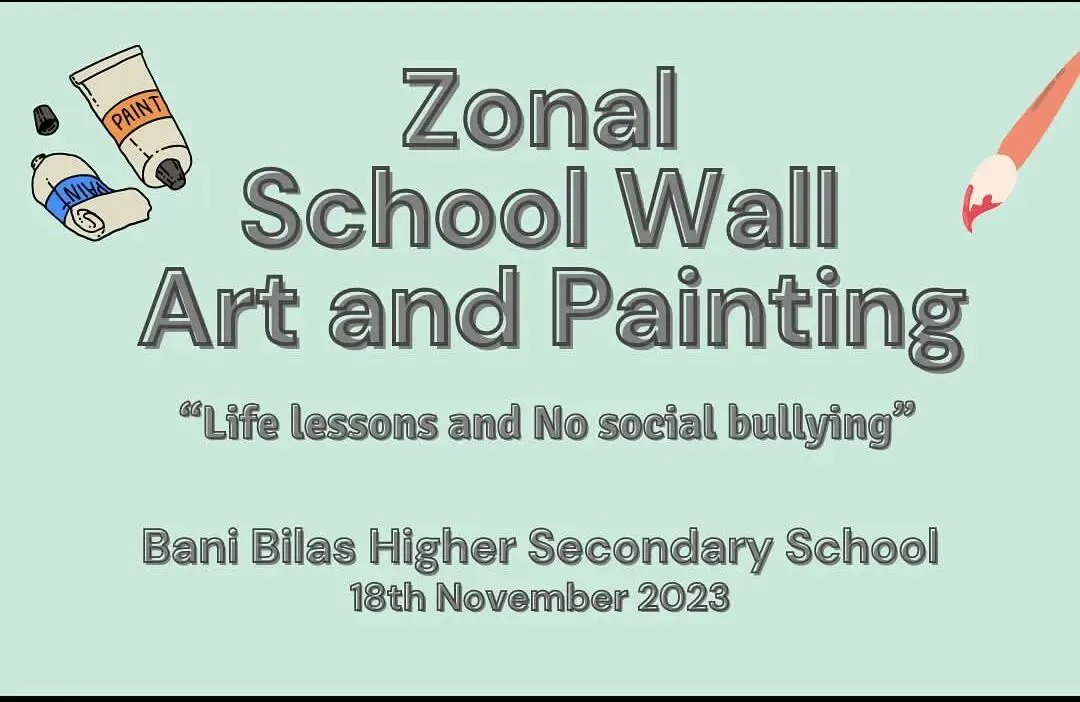 PAINT
PAINT
Zonal
School Wall
Art and Painting
“Life lessons and No social bullying”
Bani Bilas Higher Secondary School
18th November 2023